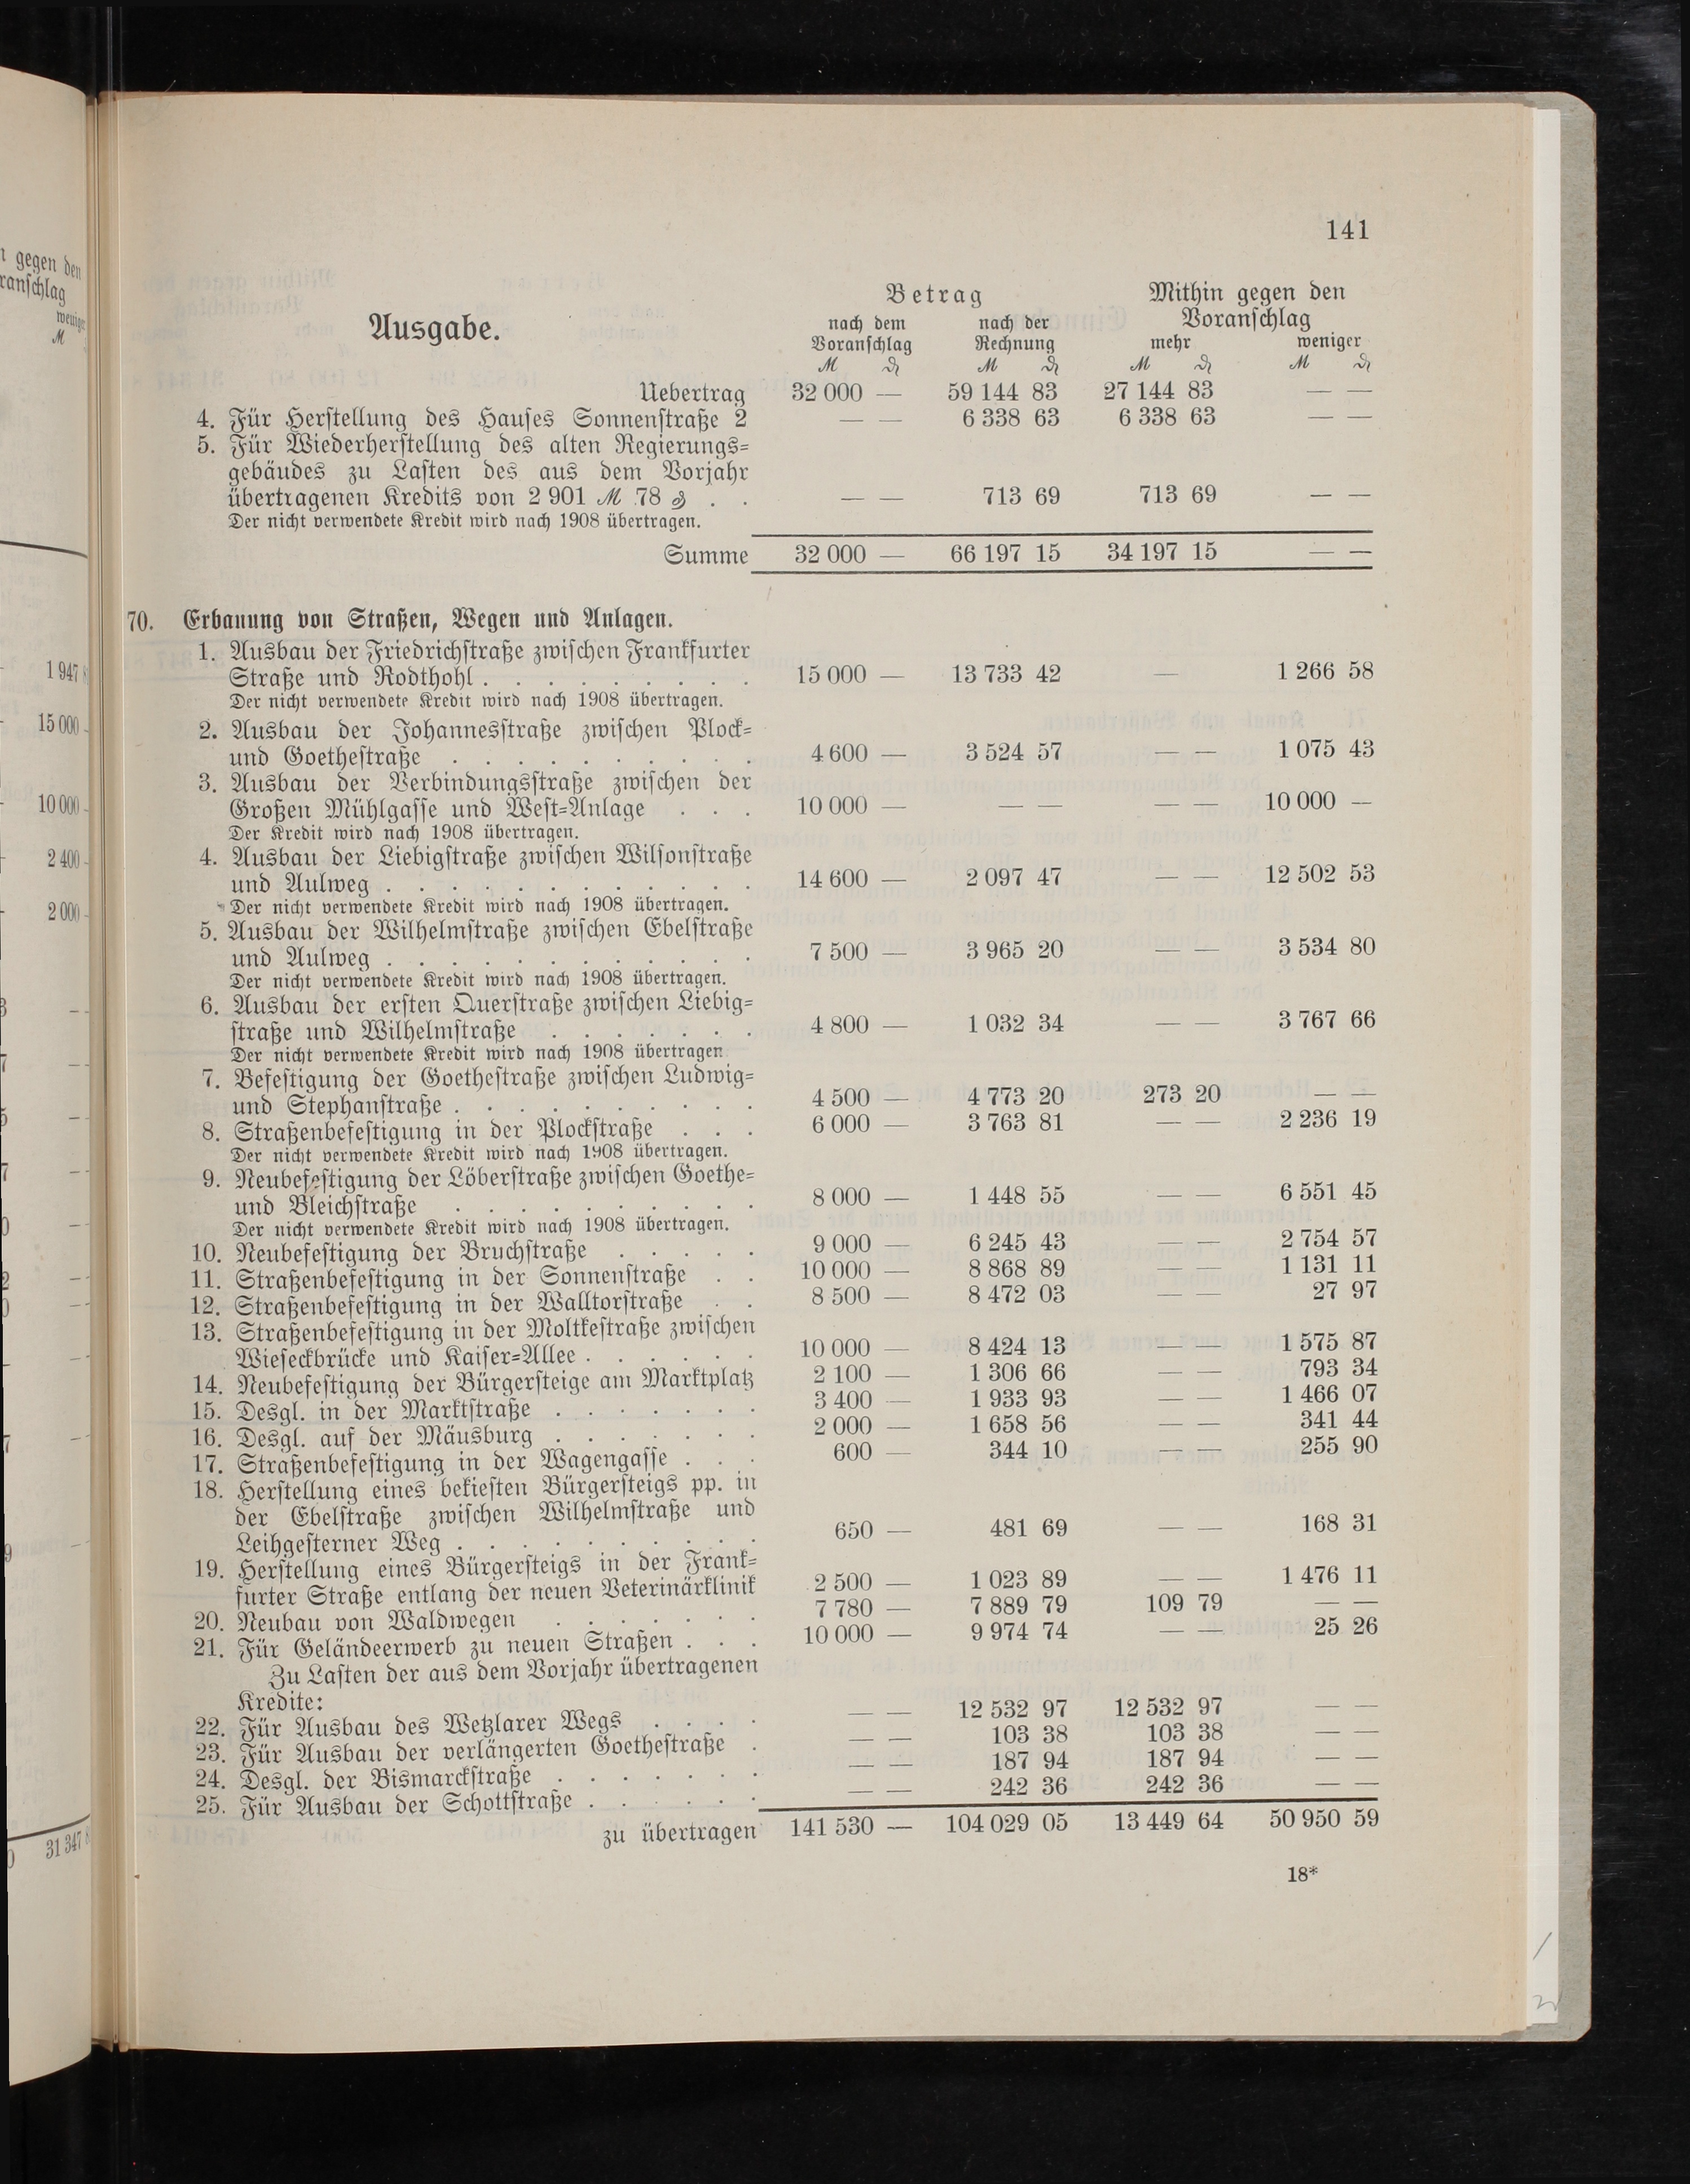 141
Ausgabe.
Betrag
Mithin gegen den
Voranschlag
nach dem
Voranschlag
nach der
Rechnung
mehr
weniger
ℳ ₰ ℳ ₰ ℳ ₰ ℳ ₰
Uebertrag 32 000 — 59 144 83 27 144 83 — —
4. Für Herstellung des Hauses Sonnenstraße 2 — — 6 338 63 6 338 63 — —
5. Für Wiederherstellung des alten Regierungs-
gebäudes zu Lasten des aus dem Vorjahr
übertragenen Kredits von 2 901 ℳ 78 ₰ . . — — 713 69 713 69 — —
Der nicht verwendete Kredit wird nach 1908 übertragen.
Summe 32 000 — 66 197 15 34 197 15 — —
70. Erbauung von Straßen, Wegen und Anlagen.
1. Ausbau der Friedrichstraße zwischen Frankfurter
Straße und Rodthohl . . . . . . . . . 15 000 — 13 733 42 — 1 266 58
Der nicht verwendete Kredit wird nach 1908 übertragen.
2. Ausbau der Johannesstraße zwischen Plock-
und Goethestraße . . . . . . . . . . 4 600 — 3 524 57 — — 1 075 43
3. Ausbau der Verbindungsstraße zwischen der
Großen Mühlgasse und West-Anlage . . . 10 000 — — — — — 10 000 —
Der Kredit wird nach 1908 übertragen.
4. Ausbau der Liebigstraße zwischen Wilsonstraße
und Aulweg . . . . . . . . . . . . 14 600 — 2 097 47 — — 12 502 53
Der nicht verwendete Kredit wird nach 1908 übertragen.
5. Ausbau der Wilhelmstraße zwischen Ebelstraße
und Aulweg . . . . . . . . . . . . 7 500 — 3 965 20 — — 3 534 80
Der nicht verwendete Kredit wird nach 1908 übertragen.
6. Ausbau der ersten Querstraße zwischen Liebig-
straße und Wilhelmstraße . . . . . . . 4 800 — 1 032 34 — — 3 767 66
Der nicht verwendete Kredit wird nach 1908 übertragen.
7. Befestigung der Goethestraße zwischen Ludwig-
und Stephanstraße . . . . . . . . . . 4 500 — 4 773 20 273 20 — —
8. Straßenbefestigung in der Plockstraße . . . 6 000 — 3 763 81 — — 2 236 19
Der nicht verwendete Kredit wird nach 1908 übertragen.
9. Neubefestigung der Löberstraße zwischen Goethe-
und Bleichstraße . . . . . . . . . . 8 000 — 1 448 55 — — 6 551 45
Der nicht verwendete Kredit wird nach 1908 übertragen.
10. Neubefestigung der Bruchstraße . . . . . 9 000 — 6 245 43 — — 2 754 57
11. Straßenbefestigung in der Sonnenstraße . . 10 000 — 8 868 89 — — 1 131 11
12. Straßenbefestigung in der Walltorstraße . . 8 500 — 8 472 03 — — 27 97
13. Straßenbefestigung in der Moltkestraße zwischen
Wieseckbrücke und Kaiser-Allee . . . . . . 10 000 — 8 424 13 — — 1 575 87
14. Neubefestigung der Bürgersteige am Marktplatz 2 100 — 1 306 66 — — 793 34
15. Desgl. in der Marktstraße . . . . . . . 3 400 — 1 933 93 — — 1 466 07
16. Desgl. auf der Mäusburg . . . . . . . 2 000 — 1 658 56 — — 341 44
17. Straßenbefestigung in der Wagengasse . . . 600 — 344 10 — — 255 90
18. Herstellung eines bekiesten Bürgersteigs pp. in
der Ebelstraße zwischen Wilhelmstraße und
Leihgesterner Weg . . . . . . . . . . 650 — 481 69 — — 168 31
19. Herstellung eines Bürgersteigs in der Frank-
furter Straße entlang der neuen Veterinärklinik 2 500 — 1 023 89 — — 1 476 11
20. Neubau von Waldwegen . . . . . . . 7 780 — 7 889 79 109 79 — —
21. Für Geländeerwerb zu neuen Straßen . . . 10 000 — 9 974 74 — — 25 26
Zu Lasten der aus dem Vorjahr übertragenen
Kredite:
22. Für Ausbau des Wetzlarer Wegs . . . . — — 12 532 97 12 532 97 — —
23. Für Ausbau der verlängerten Goethestraße . — — 103 38 103 38 — —
24. Desgl. der Bismarckstraße . . . . . . . — — 187 94 187 94 — —
25. Für Ausbau der Schottstraße . . . . . . — — 242 36 242 36 — —
zu übertragen 141 530 — 104 029 05 13 449 64 50 950 59
18*
gegen den
ranschlag
ℳ
1 947
15 000
10 000
2 400
2 000
31 347